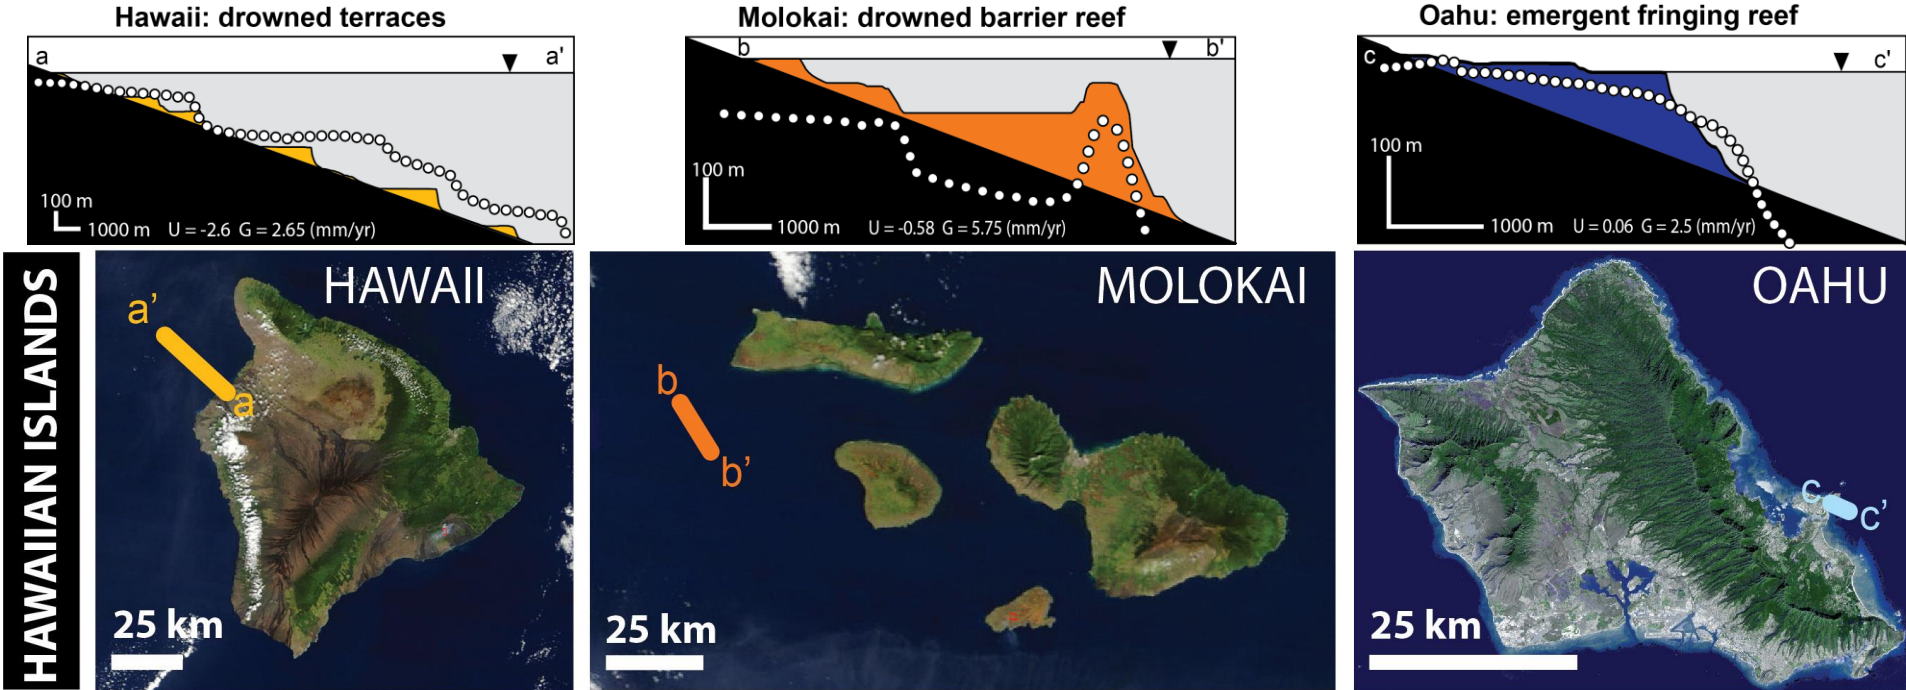 Hawaii: drowned terraces
a
a'
100 m
1000 m
U = -2.6 G = 2.65 (mm/yr)
Molokai: drowned barrier reef
b
b'
100 m
1000 m
U = -0.58 G = 5.75 (mm/yr)
Oahu: emergent fringing reef
c
c'
100 m
1000 m
U = 0.06 G = 2.5 (mm/yr)
HAWAIIAN ISLANDS
HAWAII
a’
a
25 km
MOLOKAI
b
b’
25 km
OAHU
c
c’
25 km